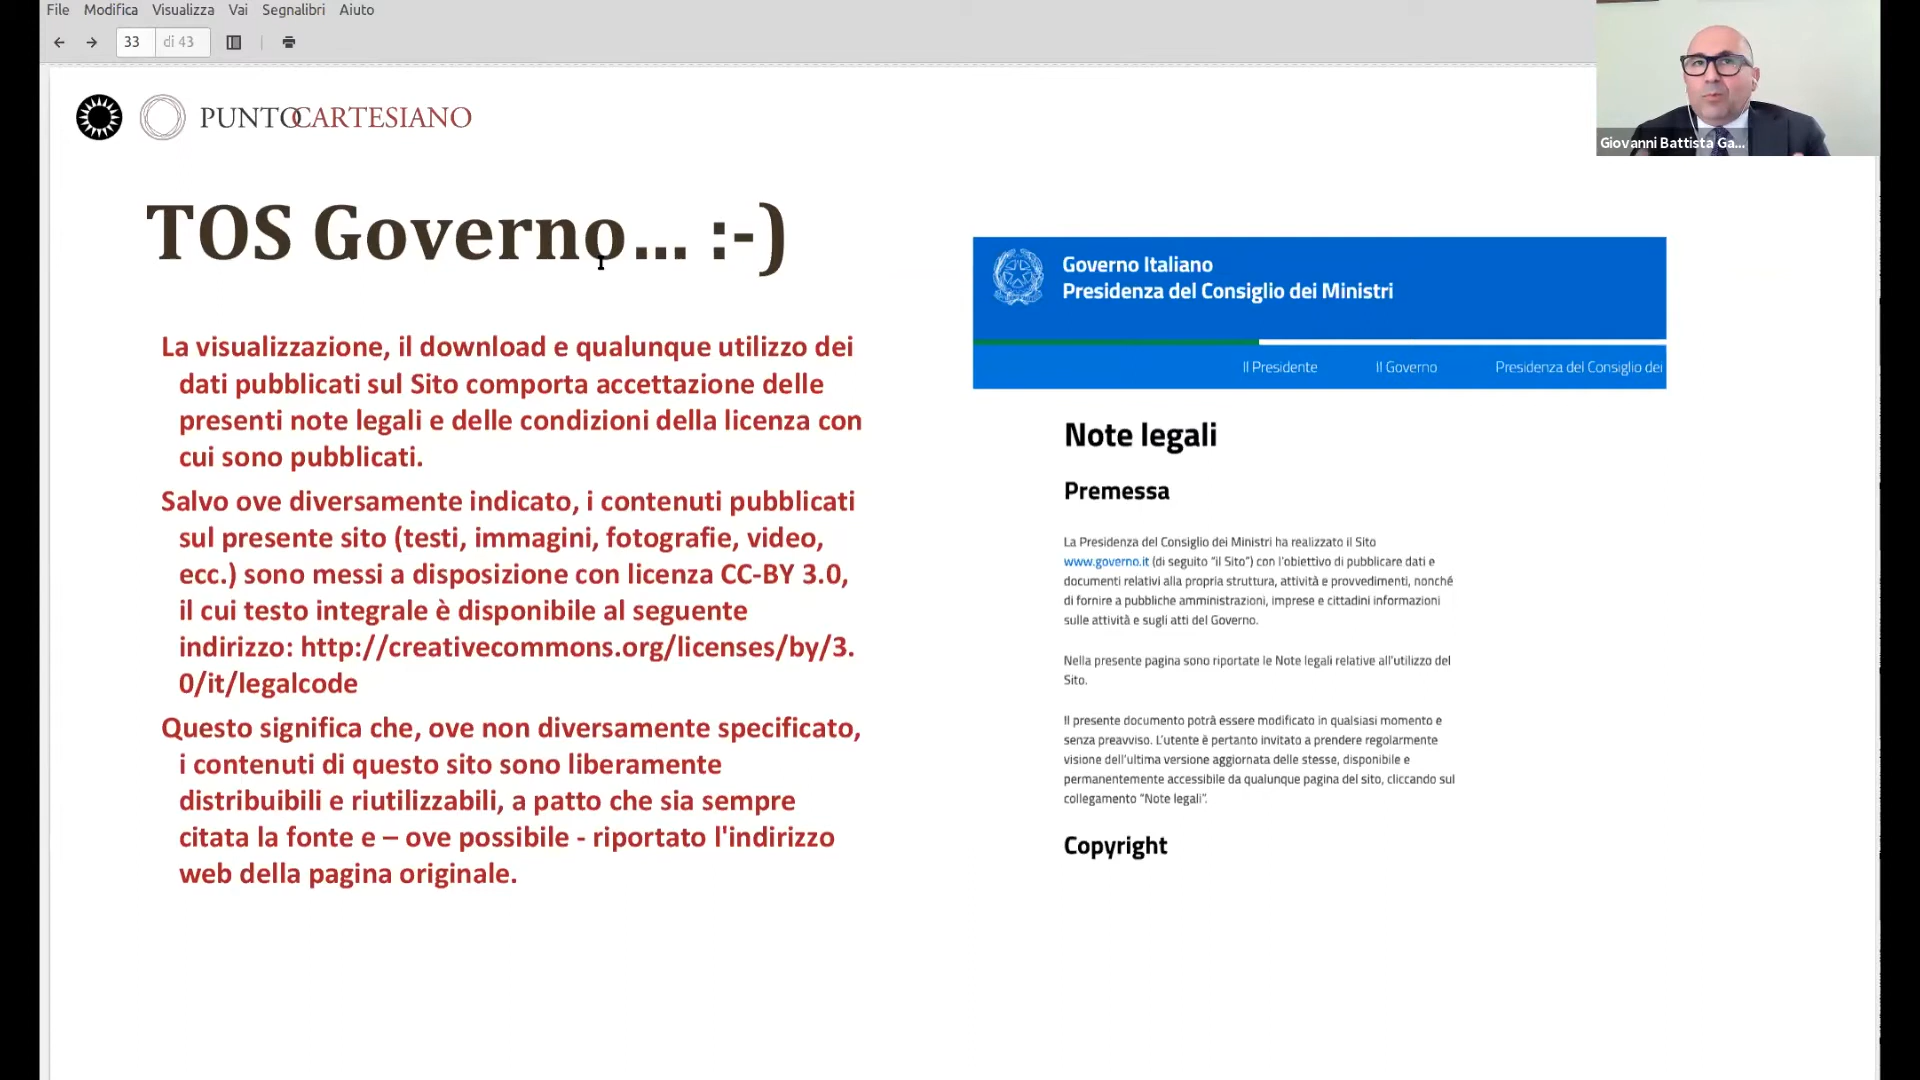 File Modifica Visualizza Vai Segnalibri Aiuto
33 di 43
PUNTOCARTESIANO
Giovanni Battista Ga...
TOS Governo... :-)
La visualizzazione, il download e qualunque utilizzo dei
dati pubblicati sul Sito comporta accettazione delle
presenti note legali e delle condizioni della licenza con
cui sono pubblicati.
Salvo ove diversamente indicato, i contenuti pubblicati
sul presente sito (testi, immagini, fotografie, video,
ecc.) sono messi a disposizione con licenza CC-BY 3.0,
il cui testo integrale è disponibile al seguente
indirizzo: http://creativecommons.org/licenses/by/3.
0/it/legalcode
Questo significa che, ove non diversamente specificato,
i contenuti di questo sito sono liberamente
distribuibili e riutilizzabili, a patto che sia sempre
citata la fonte e – ove possibile - riportato l'indirizzo
web della pagina originale.
Governo Italiano
Presidenza del Consiglio dei Ministri
Il Presidente Il Governo Presidenza del Consiglio dei
Note legali
Premessa
La Presidenza del Consiglio dei Ministri ha realizzato il Sito
www.governo.it (di seguito “il Sito”) con l'obiettivo di pubblicare dati e
documenti relativi alla propria struttura, attività e provvedimenti, nonché
di fornire a pubbliche amministrazioni, imprese e cittadini informazioni
sulle attività e sugli atti del Governo.
Nella presente pagina sono riportate le Note legali relative all'utilizzo del
Sito.
Il presente documento potrà essere modificato in qualsiasi momento e
senza preavviso. L'utente è pertanto invitato a prendere regolarmente
visione dell'ultima versione aggiornata delle stesse, disponibile e
permanentemente accessibile da qualunque pagina del sito, cliccando sul
collegamento “Note legali”.
Copyright